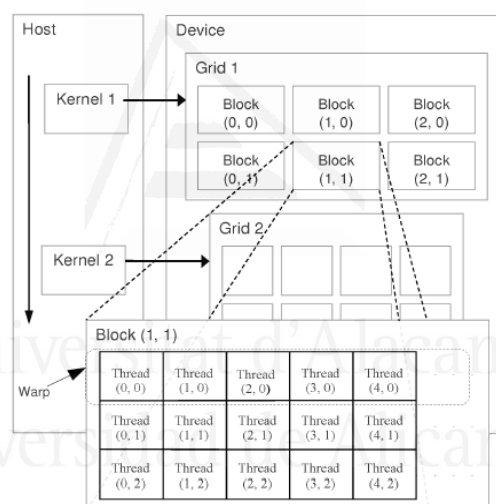 Host
Device
Grid 1
Kernel 1
Block
(0, 0)
Block
(1, 0)
Block
(2, 0)
Block
(0, 1)
Block
(1, 1)
Block
(2, 1)
Grid 2
Kernel 2
Block (1, 1)
Warp
Thread
(0, 0)
Thread
(1, 0)
Thread
(2, 0)
Thread
(3, 0)
Thread
(4, 0)
Thread
(0, 1)
Thread
(1, 1)
Thread
(2, 1)
Thread
(3, 1)
Thread
(4, 1)
Thread
(0, 2)
Thread
(1, 2)
Thread
(2, 2)
Thread
(3, 2)
Thread
(4, 2)